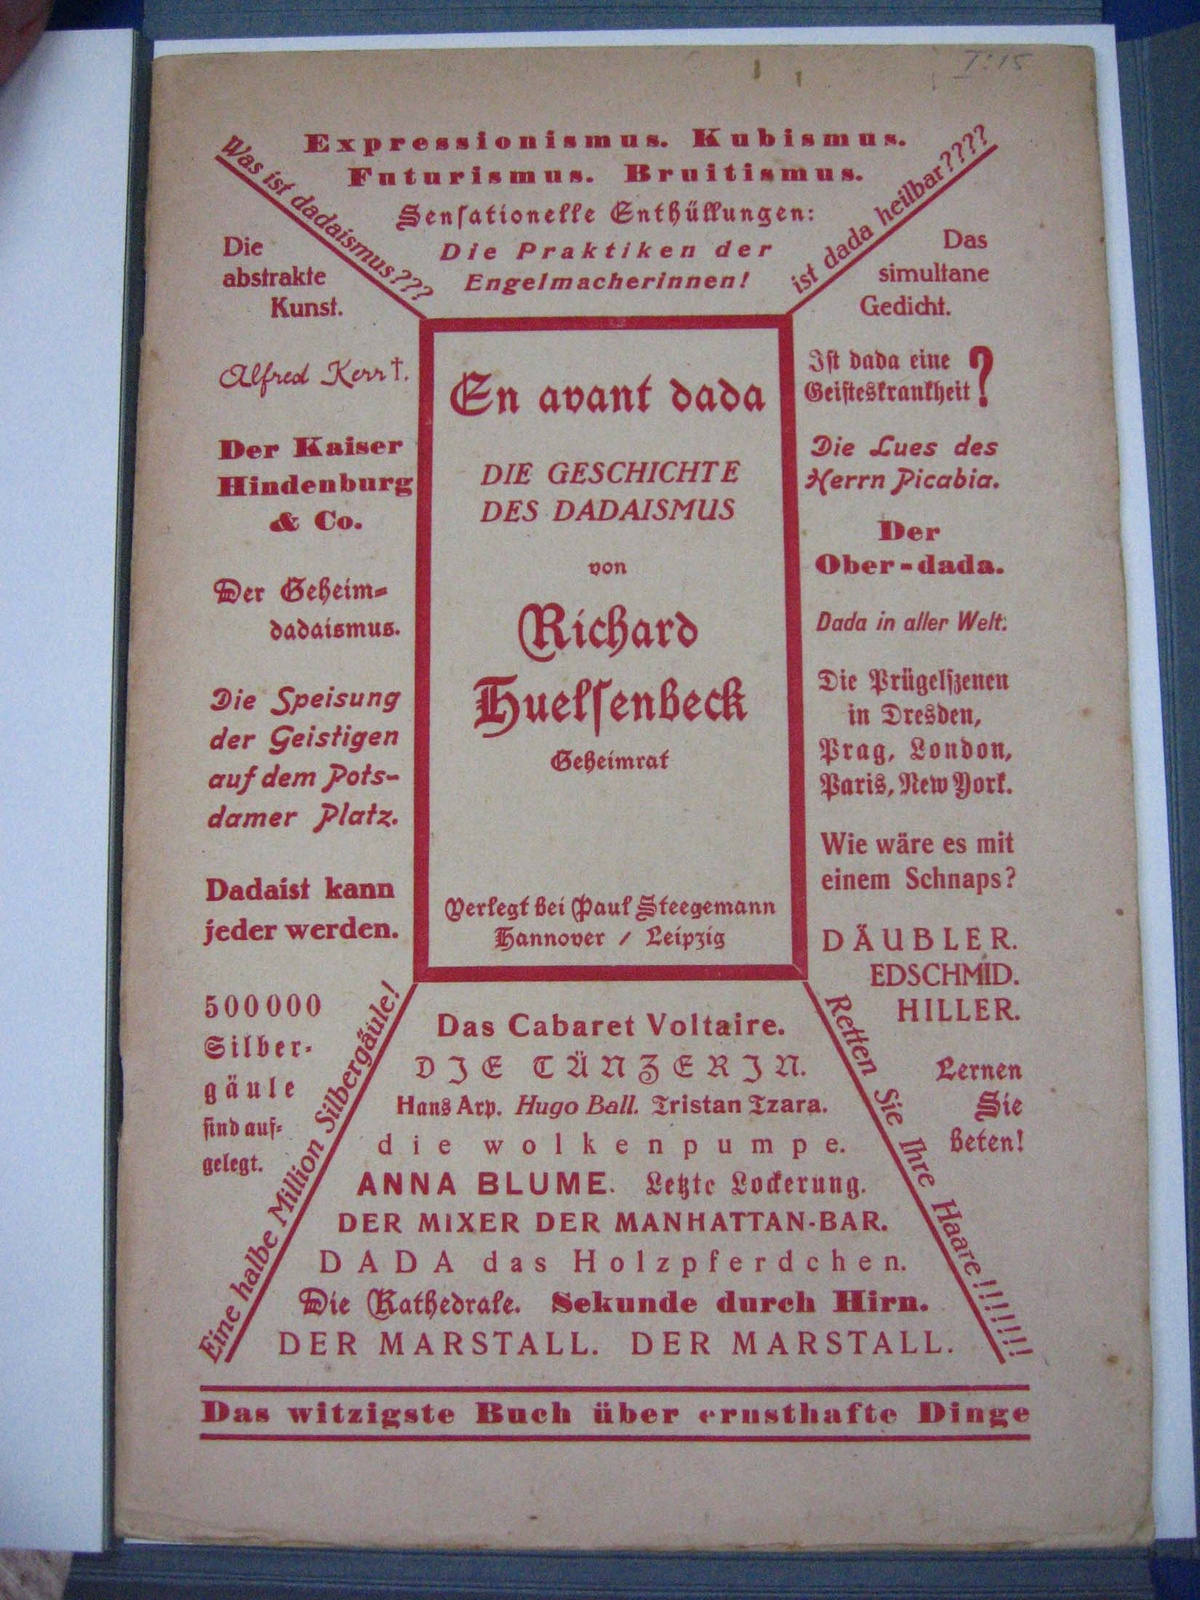 I:15
Expressionismus. Kubismus.
Futurismus. Bruitismus.
Sensationelle Enthüllungen:
Die Praktiken der
Engelmacherinnen!
Was ist dadaismus???
ist dada heilbar????
Die
abstrakte
Kunst.
Alfred Kerr†.
Der Kaiser
Hindenburg
& Co.
Der Geheim-
dadaismus.
Die Speisung
der Geistigen
auf dem Pots-
damer Platz.
Dadaist kann
jeder werden.
500000
Silber-
gäule
sind auf-
gelegt.
Eine halbe Million Silbergäule!
En avant dada
DIE GESCHICHTE
DES DADAISMUS
von
Richard
Huelsenbeck
Geheimrat
Verlegt bei Paul Steegemann
Hannover / Leipzig
Das
simultane
Gedicht.
Ist dada eine
Geisteskrankheit?
Die Lues des
Herrn Picabia.
Der
Ober-dada.
Dada in aller Welt:
Die Prügelszenen
in Dresden,
Prag, London,
Paris, New York.
Wie wäre es mit
einem Schnaps?
DÄUBLER.
EDSCHMID.
HILLER.
Lernen
Sie
beten!
Retten Sie Ihre Haare!!!!!!!
Das Cabaret Voltaire.
DIE TÄNZERIN.
Hans Arp. Hugo Ball. Tristan Tzara.
die wolkenpumpe.
ANNA BLUME. Letzte Lockerung.
DER MIXER DER MANHATTAN-BAR.
DADA das Holzpferdchen.
Die Kathedrale. Sekunde durch Hirn.
DER MARSTALL. DER MARSTALL.
Das witzigste Buch über ernsthafte Dinge